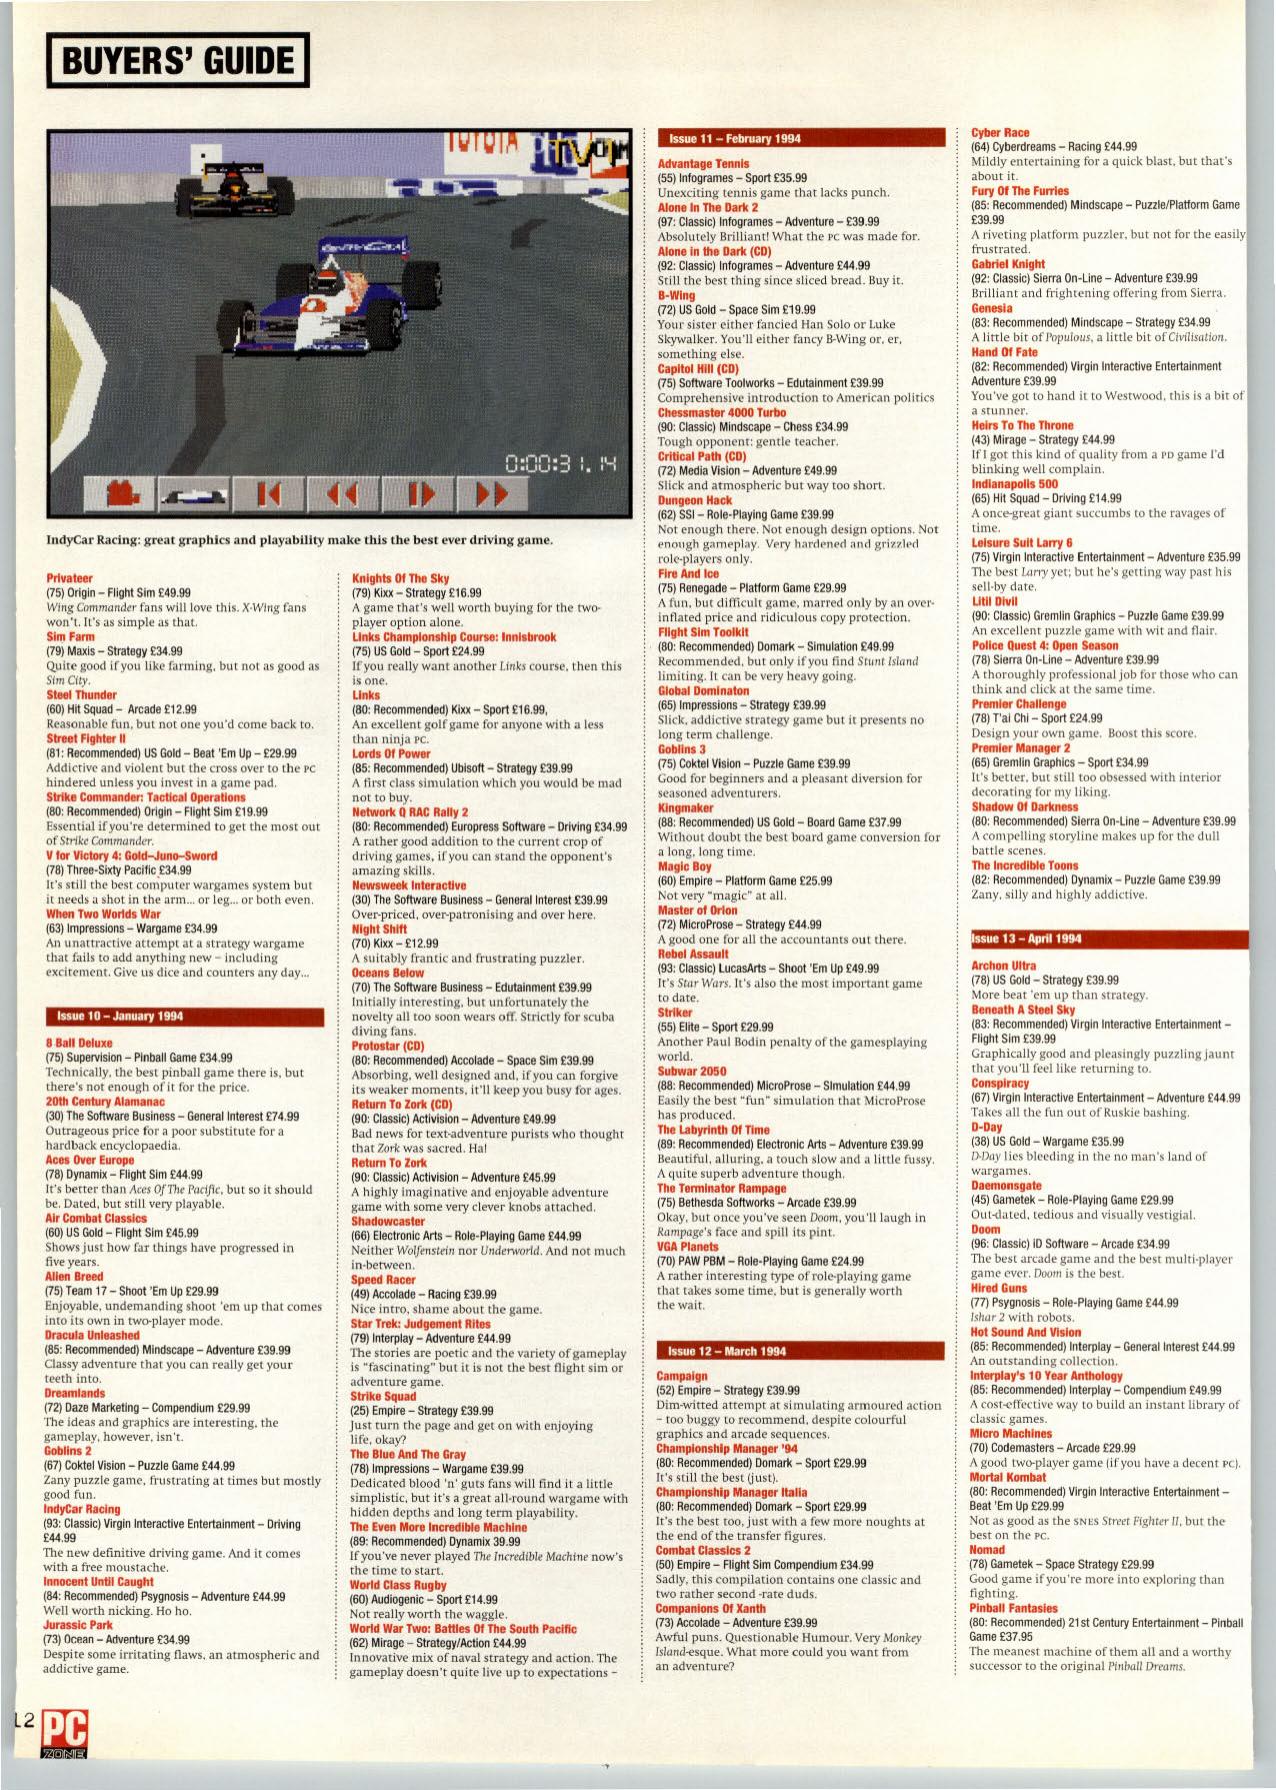 BUYERS' GUIDE
TOYOTA
0:00:31.14
IndyCar Racing: great graphics and playability make this the best ever driving game.
Privateer
(75) Origin – Flight Sim £49.99
Wing Commander fans will love this. X-Wing fans
won't. It's as simple as that.
Sim Farm
(79) Maxis – Strategy £34.99
Quite good if you like farming, but not as good as
Sim City.
Steel Thunder
(60) Hit Squad – Arcade £12.99
Reasonable fun, but not one you'd come back to.
Street Fighter II
(81: Recommended) US Gold – Beat 'Em Up – £29.99
Addictive and violent but the cross over to the PC
hindered unless you invest in a game pad.
Strike Commander: Tactical Operations
(80: Recommended) Origin – Flight Sim £19.99
Essential if you're determined to get the most out
of Strike Commander.
V for Victory 4: Gold–Juno–Sword
(78) Three-Sixty Pacific £34.99
It's still the best computer wargames system but
it needs a shot in the arm... or leg... or both even.
When Two Worlds War
(63) Impressions – Wargame £34.99
An unattractive attempt at a strategy wargame
that fails to add anything new – including
excitement. Give us dice and counters any day...
Issue 10 – January 1994
8 Ball Deluxe
(75) Supervision – Pinball Game £34.99
Technically, the best pinball game there is, but
there's not enough of it for the price.
20th Century Alamanac
(30) The Software Business – General Interest £74.99
Outrageous price for a poor substitute for a
hardback encyclopaedia.
Aces Over Europe
(78) Dynamix – Flight Sim £44.99
It's better than Aces Of The Pacific, but so it should
be. Dated, but still very playable.
Air Combat Classics
(60) US Gold – Flight Sim £45.99
Shows just how far things have progressed in
five years.
Alien Breed
(75) Team 17 – Shoot 'Em Up £29.99
Enjoyable, undemanding shoot 'em up that comes
into its own in two-player mode.
Dracula Unleashed
(85: Recommended) Mindscape – Adventure £39.99
Classy adventure that you can really get your
teeth into.
Dreamlands
(72) Daze Marketing – Compendium £29.99
The ideas and graphics are interesting, the
gameplay, however, isn't.
Goblins 2
(67) Coktel Vision – Puzzle Game £44.99
Zany puzzle game, frustrating at times but mostly
good fun.
IndyCar Racing
(93: Classic) Virgin Interactive Entertainment – Driving
£44.99
The new definitive driving game. And it comes
with a free moustache.
Innocent Until Caught
(84: Recommended) Psygnosis – Adventure £44.99
Well worth nicking. Ho ho.
Jurassic Park
(73) Ocean – Adventure £34.99
Despite some irritating flaws, an atmospheric and
addictive game.
Knights Of The Sky
(79) Kixx – Strategy £16.99
A game that's well worth buying for the two-
player option alone.
Links Championship Course: Innisbrook
(75) US Gold – Sport £24.99
If you really want another Links course, then this
is one.
Links
(80: Recommended) Kixx – Sport £16.99,
An excellent golf game for anyone with a less
than ninja PC.
Lords Of Power
(85: Recommended) Ubisoft – Strategy £39.99
A first class simulation which you would be mad
not to buy.
Network Q RAC Rally 2
(80: Recommended) Europress Software – Driving £34.99
A rather good addition to the current crop of
driving games, if you can stand the opponent's
amazing skills.
Newsweek Interactive
(30) The Software Business – General Interest £39.99
Over-priced, over-patronising and over here.
Night Shift
(70) Kixx – £12.99
A suitably frantic and frustrating puzzler.
Oceans Below
(70) The Software Business – Edutainment £39.99
Initially interesting, but unfortunately the
novelty all too soon wears off. Strictly for scuba
diving fans.
Protostar (CD)
(80: Recommended) Accolade – Space Sim £39.99
Absorbing, well designed and, if you can forgive
its weaker moments, it'll keep you busy for ages.
Return To Zork (CD)
(90: Classic) Activision – Adventure £49.99
Bad news for text-adventure purists who thought
that Zork was sacred. Ha!
Return To Zork
(90: Classic) Activision – Adventure £45.99
A highly imaginative and enjoyable adventure
game with some very clever knobs attached.
Shadowcaster
(66) Electronic Arts – Role-Playing Game £44.99
Neither Wolfenstein nor Underworld. And not much
in-between.
Speed Racer
(49) Accolade – Racing £39.99
Nice intro, shame about the game.
Star Trek: Judgement Rites
(79) Interplay – Adventure £44.99
The stories are poetic and the variety of gameplay
is "fascinating" but it is not the best flight sim or
adventure game.
Strike Squad
(25) Empire – Strategy £39.99
Just turn the page and get on with enjoying
life, okay?
The Blue And The Gray
(78) Impressions – Wargame £39.99
Dedicated blood 'n' guts fans will find it a little
simplistic, but it's a great all-round wargame with
hidden depths and long term playability.
The Even More Incredible Machine
(89: Recommended) Dynamix 39.99
If you've never played The Incredible Machine now's
the time to start.
World Class Rugby
(60) Audiogenic – Sport £14.99
Not really worth the waggle.
World War Two: Battles Of The South Pacific
(62) Mirage – Strategy/Action £44.99
Innovative mix of naval strategy and action. The
gameplay doesn't quite live up to expectations –
Issue 11 – February 1994
Advantage Tennis
(55) Infogrames – Sport £35.99
Unexciting tennis game that lacks punch.
Alone In The Dark 2
(97: Classic) Infogrames – Adventure – £39.99
Absolutely Brilliant! What the PC was made for.
Alone in the Dark (CD)
(92: Classic) Infogrames – Adventure £44.99
Still the best thing since sliced bread. Buy it.
B-Wing
(72) US Gold – Space Sim £19.99
Your sister either fancied Han Solo or Luke
Skywalker. You'll either fancy B-Wing or, er,
something else.
Capitol Hill (CD)
(75) Software Toolworks – Edutainment £39.99
Comprehensive introduction to American politics
Chessmaster 4000 Turbo
(90: Classic) Mindscape – Chess £34.99
Tough opponent: gentle teacher.
Critical Path (CD)
(72) Media Vision – Adventure £49.99
Slick and atmospheric but way too short.
Dungeon Hack
(62) SSI – Role-Playing Game £39.99
Not enough there. Not enough design options. Not
enough gameplay. Very hardened and grizzled
role-players only.
Fire And Ice
(75) Renegade – Platform Game £29.99
A fun, but difficult game, marred only by an over-
inflated price and ridiculous copy protection.
Flight Sim Toolkit
(80: Recommended) Domark – Simulation £49.99
Recommended, but only if you find Stunt Island
limiting. It can be very heavy going.
Global Dominaton
(65) Impressions – Strategy £39.99
Slick, addictive strategy game but it presents no
long term challenge.
Goblins 3
(75) Coktel Vision – Puzzle Game £39.99
Good for beginners and a pleasant diversion for
seasoned adventurers.
Kingmaker
(88: Recommended) US Gold – Board Game £37.99
Without doubt the best board game conversion for
a long, long time.
Magic Boy
(60) Empire – Platform Game £25.99
Not very "magic" at all.
Master of Orion
(72) MicroProse – Strategy £44.99
A good one for all the accountants out there.
Rebel Assault
(93: Classic) LucasArts – Shoot 'Em Up £49.99
It's Star Wars. It's also the most important game
to date.
Striker
(55) Elite – Sport £29.99
Another Paul Bodin penalty of the gamesplaying
world.
Subwar 2050
(88: Recommended) MicroProse – Simulation £44.99
Easily the best "fun" simulation that MicroProse
has produced.
The Labyrinth Of Time
(89: Recommended) Electronic Arts – Adventure £39.99
Beautiful, alluring, a touch slow and a little fussy.
A quite superb adventure though.
The Terminator Rampage
(75) Bethesda Softworks – Arcade £39.99
Okay, but once you've seen Doom, you'll laugh in
Rampage's face and spill its pint.
VGA Planets
(70) PAW PBM – Role-Playing Game £24.99
A rather interesting type of role-playing game
that takes some time, but is generally worth
the wait.
Issue 12 – March 1994
Campaign
(52) Empire – Strategy £39.99
Dim-witted attempt at simulating armoured action
– too buggy to recommend, despite colourful
graphics and arcade sequences.
Championship Manager '94
(80: Recommended) Domark – Sport £29.99
It's still the best (just).
Championship Manager Italia
(80: Recommended) Domark – Sport £29.99
It's the best too, just with a few more noughts at
the end of the transfer figures.
Combat Classics 2
(50) Empire – Flight Sim Compendium £34.99
Sadly, this compilation contains one classic and
two rather second -rate duds.
Companions Of Xanth
(73) Accolade – Adventure £39.99
Awful puns. Questionable Humour. Very Monkey
Island-esque. What more could you want from
an adventure?
Cyber Race
(64) Cyberdreams – Racing £44.99
Mildly entertaining for a quick blast, but that's
about it.
Fury Of The Furries
(85: Recommended) Mindscape – Puzzle/Platform Game
£39.99
A riveting platform puzzler, but not for the easily
frustrated.
Gabriel Knight
(92: Classic) Sierra On-Line – Adventure £39.99
Brilliant and frightening offering from Sierra.
Genesia
(83: Recommended) Mindscape – Strategy £34.99
A little bit of Populous, a little bit of Civilisation.
Hand Of Fate
(82: Recommended) Virgin Interactive Entertainment
Adventure £39.99
You've got to hand it to Westwood, this is a bit of
a stunner.
Heirs To The Throne
(43) Mirage – Strategy £44.99
If I got this kind of quality from a PD game I'd
blinking well complain.
Indianapolis 500
(65) Hit Squad – Driving £14.99
A once-great giant succumbs to the ravages of
time.
Leisure Suit Larry 6
(75) Virgin Interactive Entertainment – Adventure £35.99
The best Larry yet; but he's getting way past his
sell-by date.
Litil Divil
(90: Classic) Gremlin Graphics – Puzzle Game £39.99
An excellent puzzle game with wit and flair.
Police Quest 4: Open Season
(78) Sierra On-Line – Adventure £39.99
A thoroughly professional job for those who can
think and click at the same time.
Premier Challenge
(78) T'ai Chi – Sport £24.99
Design your own game. Boost this score.
Premier Manager 2
(65) Gremlin Graphics – Sport £34.99
It's better, but still too obsessed with interior
decorating for my liking.
Shadow Of Darkness
(80: Recommended) Sierra On-Line – Adventure £39.99
A compelling storyline makes up for the dull
battle scenes.
The Incredible Toons
(82: Recommended) Dynamix – Puzzle Game £39.99
Zany, silly and highly addictive.
Issue 13 – April 1994
Archon Ultra
(78) US Gold – Strategy £39.99
More beat 'em up than strategy.
Beneath A Steel Sky
(83: Recommended) Virgin Interactive Entertainment –
Flight Sim £39.99
Graphically good and pleasingly puzzling jaunt
that you'll feel like returning to.
Conspiracy
(67) Virgin Interactive Entertainment – Adventure £44.99
Takes all the fun out of Ruskie bashing.
D-Day
(38) US Gold – Wargame £35.99
D-Day lies bleeding in the no man's land of
wargames.
Daemonsgate
(45) Gametek – Role-Playing Game £29.99
Out-dated, tedious and visually vestigial.
Doom
(96: Classic) iD Software – Arcade £34.99
The best arcade game and the best multi-player
game ever. Doom is the best.
Hired Guns
(77) Psygnosis – Role-Playing Game £44.99
Ishar 2 with robots.
Hot Sound And Vision
(85: Recommended) Interplay – General Interest £44.99
An outstanding collection.
Interplay's 10 Year Anthology
(85: Recommended) Interplay – Compendium £49.99
A cost-effective way to build an instant library of
classic games.
Micro Machines
(70) Codemasters – Arcade £29.99
A good two-player game (if you have a decent PC).
Mortal Kombat
(80: Recommended) Virgin Interactive Entertainment –
Beat 'Em Up £29.99
Not as good as the SNES Street Fighter II, but the
best on the PC.
Nomad
(78) Gametek – Space Strategy £29.99
Good game if you're more into exploring than
fighting.
Pinball Fantasies
(80: Recommended) 21st Century Entertainment – Pinball
Game £37.95
The meanest machine of them all and a worthy
successor to the original Pinball Dreams.
12
PC
ZONE